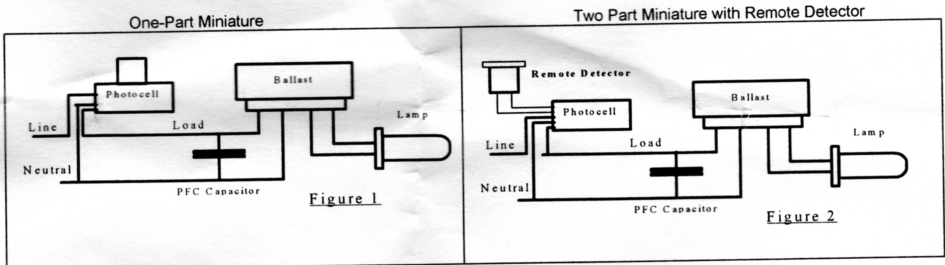 One-Part Miniature
Photocell
Ballast
Line
Load
Lamp
Neutral
PFC Capacitor
Figure 1
Two Part Miniature with Remote Detector
Remote Detector
Photocell
Ballast
Line
Load
Lamp
Neutral
PFC Capacitor
Figure 2